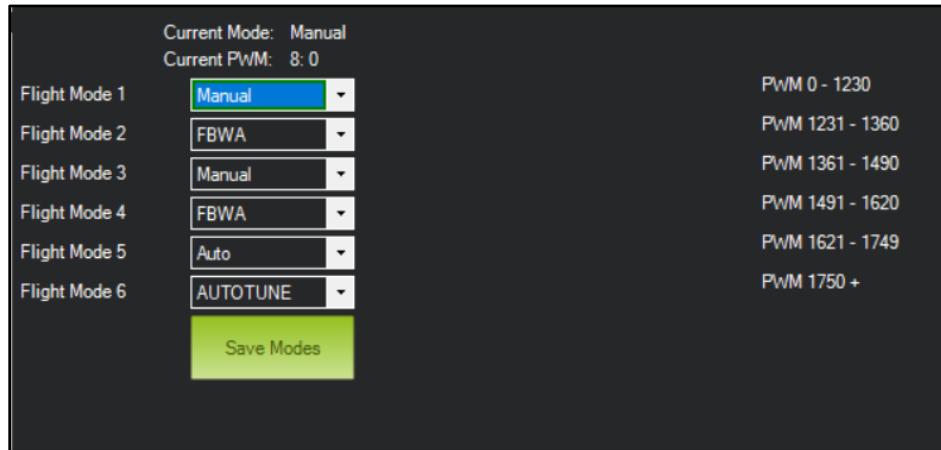 Current Mode: Manual
Current PWM: 8: 0
Flight Mode 1 Manual PWM 0 - 1230
Flight Mode 2 FBWA PWM 1231 - 1360
Flight Mode 3 Manual PWM 1361 - 1490
Flight Mode 4 FBWA PWM 1491 - 1620
Flight Mode 5 Auto PWM 1621 - 1749
Flight Mode 6 AUTOTUNE PWM 1750 +
Save Modes